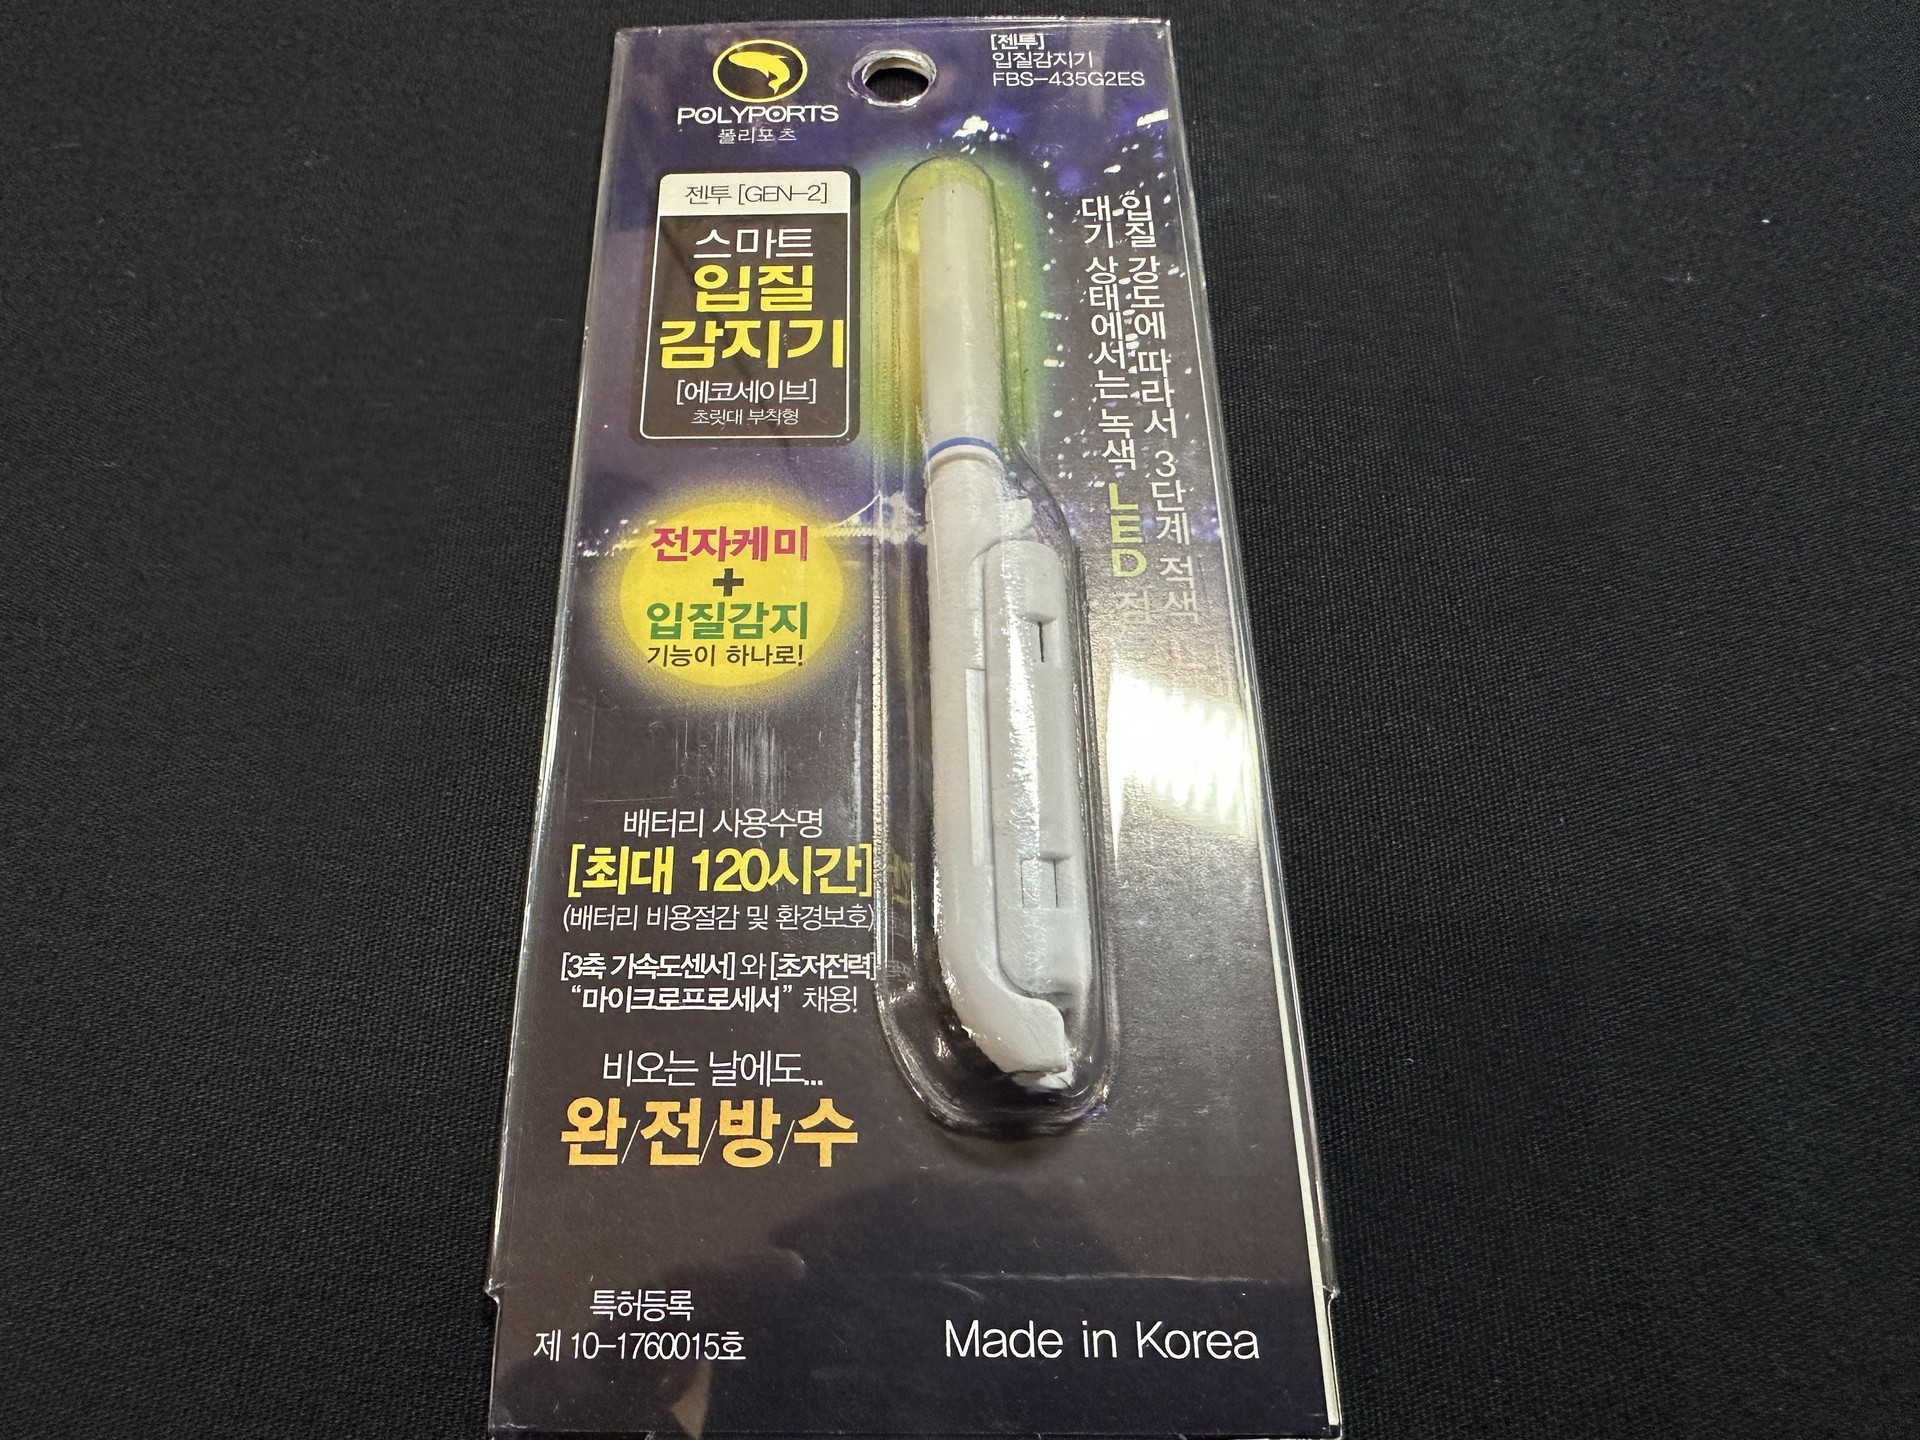 POLYPORTS
폴리포츠
[젠투]
입질감지기
FBS-435G2ES
젠투 [GEN-2]
스마트
입질
감지기
[에코세이브]
초릿대 부착형
입질 강도에 따라서 3단계 적색
대기 상태에서는 녹색 LED 점
전자케미
+
입질감지
기능이 하나로!
배터리 사용수명
[최대 120시간]
(배터리 비용절감 및 환경보호)
[3축 가속도센서] 와 [초저전력]
“마이크로프로세서” 채용!
비오는 날에도...
완/전/방/수
특허등록
제 10-1760015호
Made in Korea